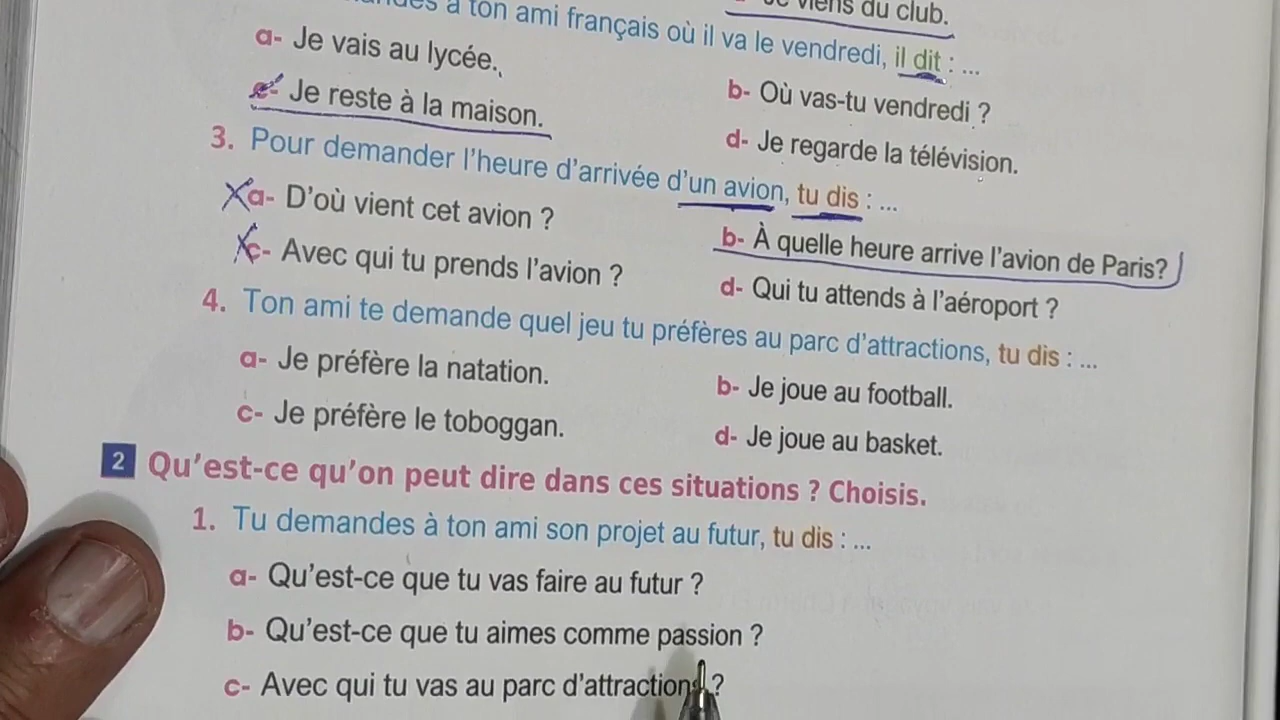 viens du club.
à ton ami français où il va le vendredi, il dit : ...
a- Je vais au lycée.
b- Où vas-tu vendredi ?
Je reste à la maison.
d- Je regarde la télévision.
3. Pour demander l'heure d'arrivée d'un avion, tu dis : ...
a- D'où vient cet avion ?
b- À quelle heure arrive l'avion de Paris?
c- Avec qui tu prends l'avion ?
d- Qui tu attends à l'aéroport ?
4. Ton ami te demande quel jeu tu préfères au parc d'attractions, tu dis : ...
a- Je préfère la natation.
b- Je joue au football.
c- Je préfère le toboggan.
d- Je joue au basket.
2 Qu'est-ce qu'on peut dire dans ces situations ? Choisis.
1. Tu demandes à ton ami son projet au futur, tu dis : ...
a- Qu'est-ce que tu vas faire au futur ?
b- Qu'est-ce que tu aimes comme passion ?
c- Avec qui tu vas au parc d'attractions ?